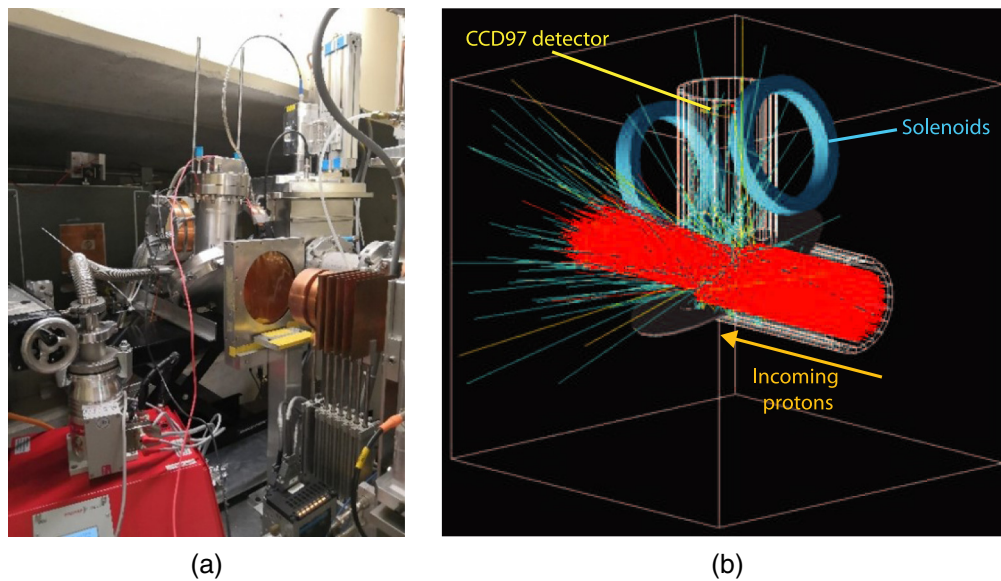 CCD97 detector
Solenoids
Incoming
protons
(a)
(b)